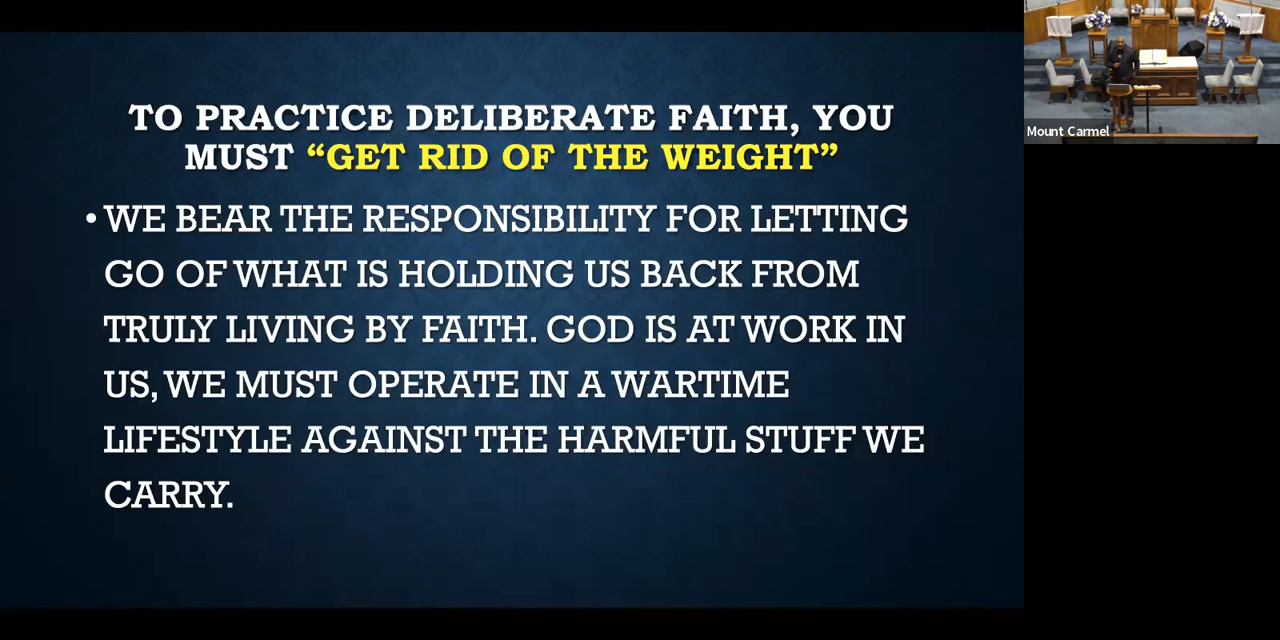 TO PRACTICE DELIBERATE FAITH, YOU
MUST “GET RID OF THE WEIGHT”
• WE BEAR THE RESPONSIBILITY FOR LETTING
GO OF WHAT IS HOLDING US BACK FROM
TRULY LIVING BY FAITH. GOD IS AT WORK IN
US, WE MUST OPERATE IN A WARTIME
LIFESTYLE AGAINST THE HARMFUL STUFF WE
CARRY.
Mount Carmel